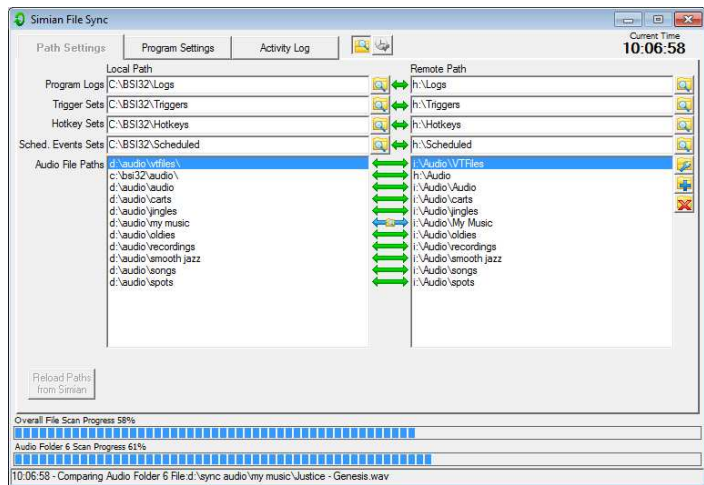 Simian File Sync
Path Settings Program Settings Activity Log Current Time
10:06:58
Local Path Remote Path
Program Logs C:\BSI32\Logs h:\Logs
Trigger Sets C:\BSI32\Triggers h:\Triggers
Hotkey Sets C:\BSI32\Hotkeys h:\Hotkeys
Sched. Events Sets C:\BSI32\Scheduled h:\Scheduled
Audio File Paths d:\audio\vtfiles\ i:\Audio\VTFiles
c:\bsi32\audio\ h:\Audio
d:\audio\audio i:\Audio\Audio
d:\audio\carts i:\Audio\carts
d:\audio\jingles i:\Audio\jingles
d:\audio\my music i:\Audio\My Music
d:\audio\oldies i:\Audio\oldies
d:\audio\recordings i:\Audio\recordings
d:\audio\smooth jazz i:\Audio\smooth jazz
d:\audio\songs i:\Audio\songs
d:\audio\spots i:\Audio\spots
Reload Paths
from Simian
Overall File Scan Progress 58%
Audio Folder 6 Scan Progress 61%
10:06:58 - Comparing Audio Folder 6 File:d:\sync audio\my music\Justice - Genesis.wav